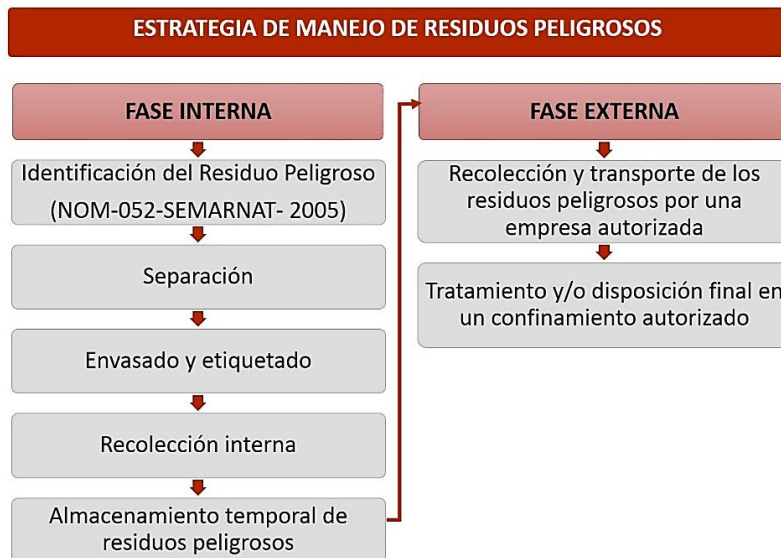 ESTRATEGIA DE MANEJO DE RESIDUOS PELIGROSOS
FASE INTERNA
Identificación del Residuo Peligroso
(NOM-052-SEMARNAT- 2005)
Separación
Envasado y etiquetado
Recolección interna
Almacenamiento temporal de
residuos peligrosos
FASE EXTERNA
Recolección y transporte de los
residuos peligrosos por una
empresa autorizada
Tratamiento y/o disposición final en
un confinamiento autorizado